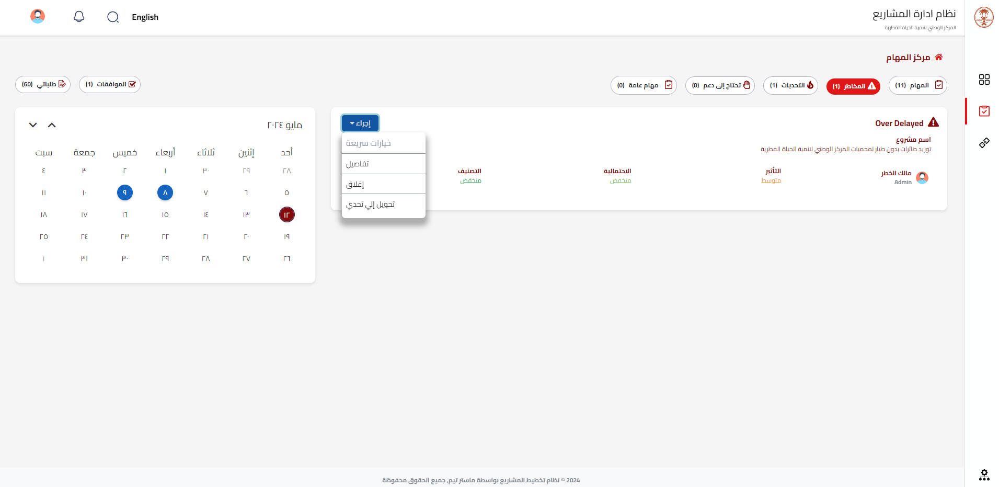 نظام ادارة المشاريع
المركز الوطني لتنمية الحياة الفطرية
English
مركز المهام
المهام (11)
المخاطر (1)
التحديات (1)
تحتاج إلى دعم (0)
مهام عامة (0)
الموافقات (1)
طلباتي (60)
Over Delayed
إجراء
اسم مشروع
توريد طائرات بدون طيار لمحميات المركز الوطني لتنمية الحياة الفطرية
مالك الخطر
Admin
التأثير
متوسط
الاحتمالية
منخفض
التصنيف
منخفض
خيارات سريعة
تفاصيل
إغلاق
تحويل إلي تحدي
مايو ٢٠٢٤
أحد إثنين ثلاثاء أربعاء خميس جمعة سبت
٢٨ ٢٩ ٣٠ ١ ٢ ٣ ٤
٥ ٦ ٧ ٨ ٩ ١٠ ١١
١٢ ١٣ ١٤ ١٥ ١٦ ١٧ ١٨
١٩ ٢٠ ٢١ ٢٢ ٢٣ ٢٤ ٢٥
٢٦ ٢٧ ٢٨ ٢٩ ٣٠ ٣١ ١
2024 © نظام تخطيط المشاريع بواسطة ماستر تيم, جميع الحقوق محفوظة